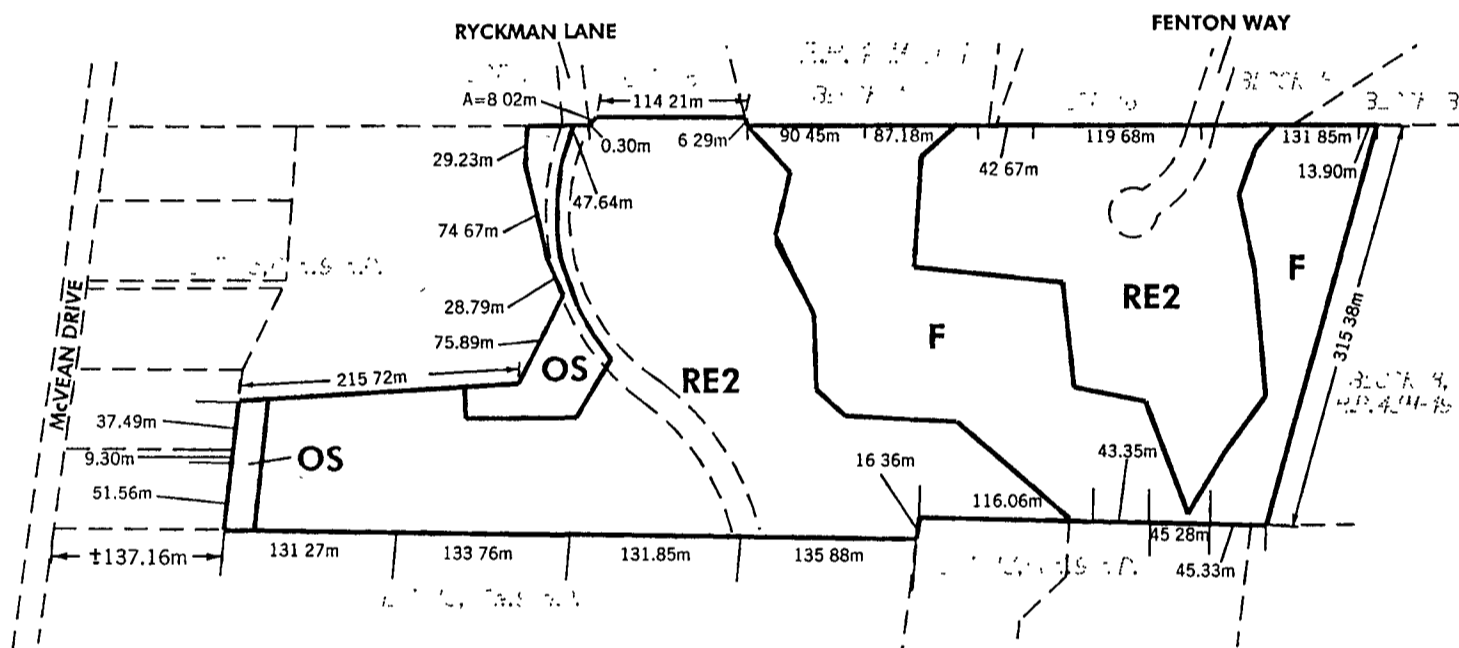 RYCKMAN LANE
FENTON WAY
A=8 02m
114 21m
0.30m
6 29m
90.45m
87.18m
42 67m
119 68m
131 85m
13.90m
29.23m
47.64m
74 67m
28.79m
75.89m
215 72m
OS
RE2
F
RE2
F
315 38m
McVEAN DRIVE
37.49m
9.30m
51.56m
OS
16 36m
116.06m
43.35m
45 28m
45.33m
±137.16m
131 27m
133 76m
131.85m
135 88m